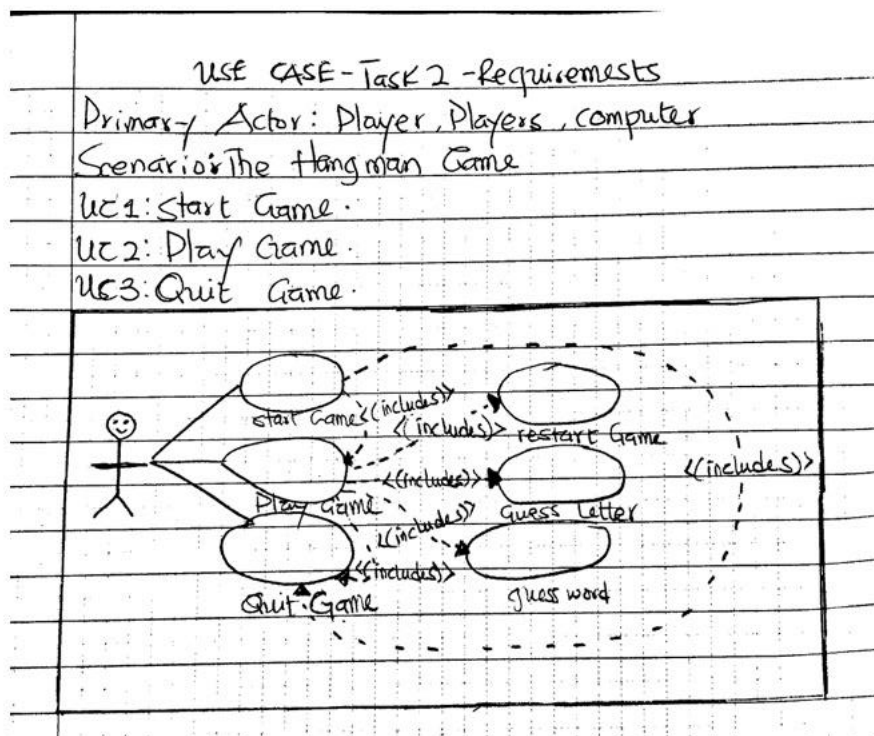 USE CASE-Task 2 -Requiremests
Primary Actor: Player, Players, computer
Scenario:The Hangman Game
UC1: Start Game.
UC2: Play Game.
UC3: Quit Game.
start Game
<<includes>>
<<includes>>
restart Game
<<includes>>
<<includes>>
Play Game
Guess Letter
<<includes>>
<<includes>>
Quit Game
guess word